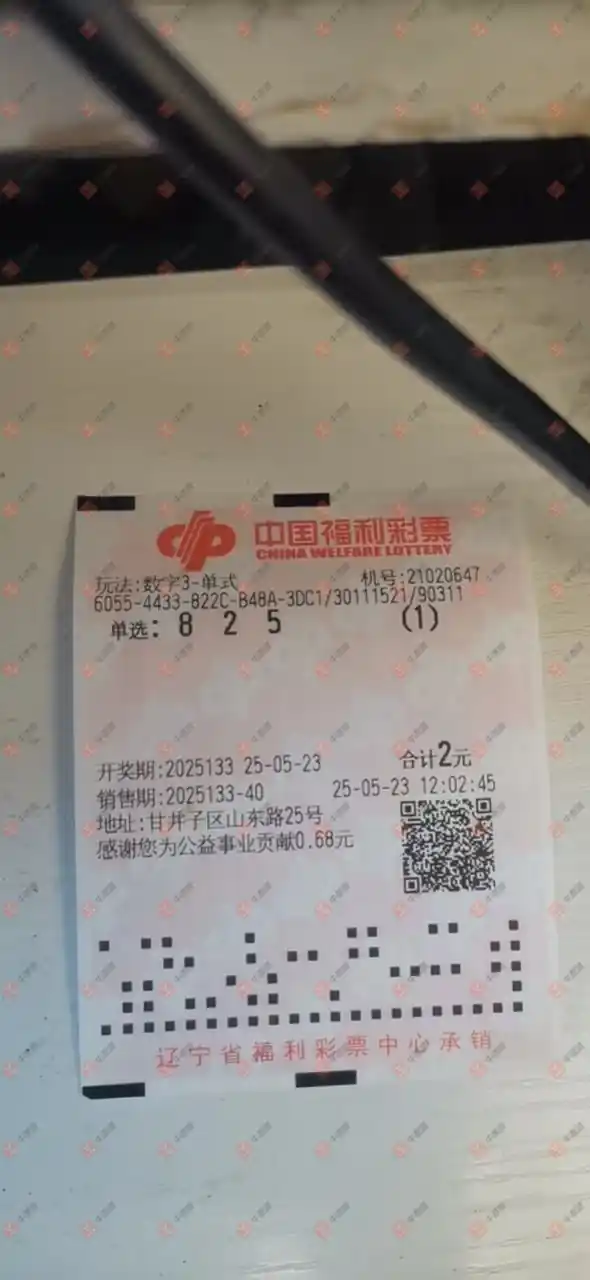 中国福利彩票
CHINA WELFARE LOTTERY
玩法:数字3-单式 机号:21020647
6055-4433-822C-B48A-3DC1/30111521/90311
单选: 8 2 5 (1)
开奖期:2025133 25-05-23 合计2元
销售期:2025133-40 25-05-23 12:02:45
地址:甘井子区山东路25号
感谢您为公益事业贡献0.68元
辽宁省福利彩票中心承销